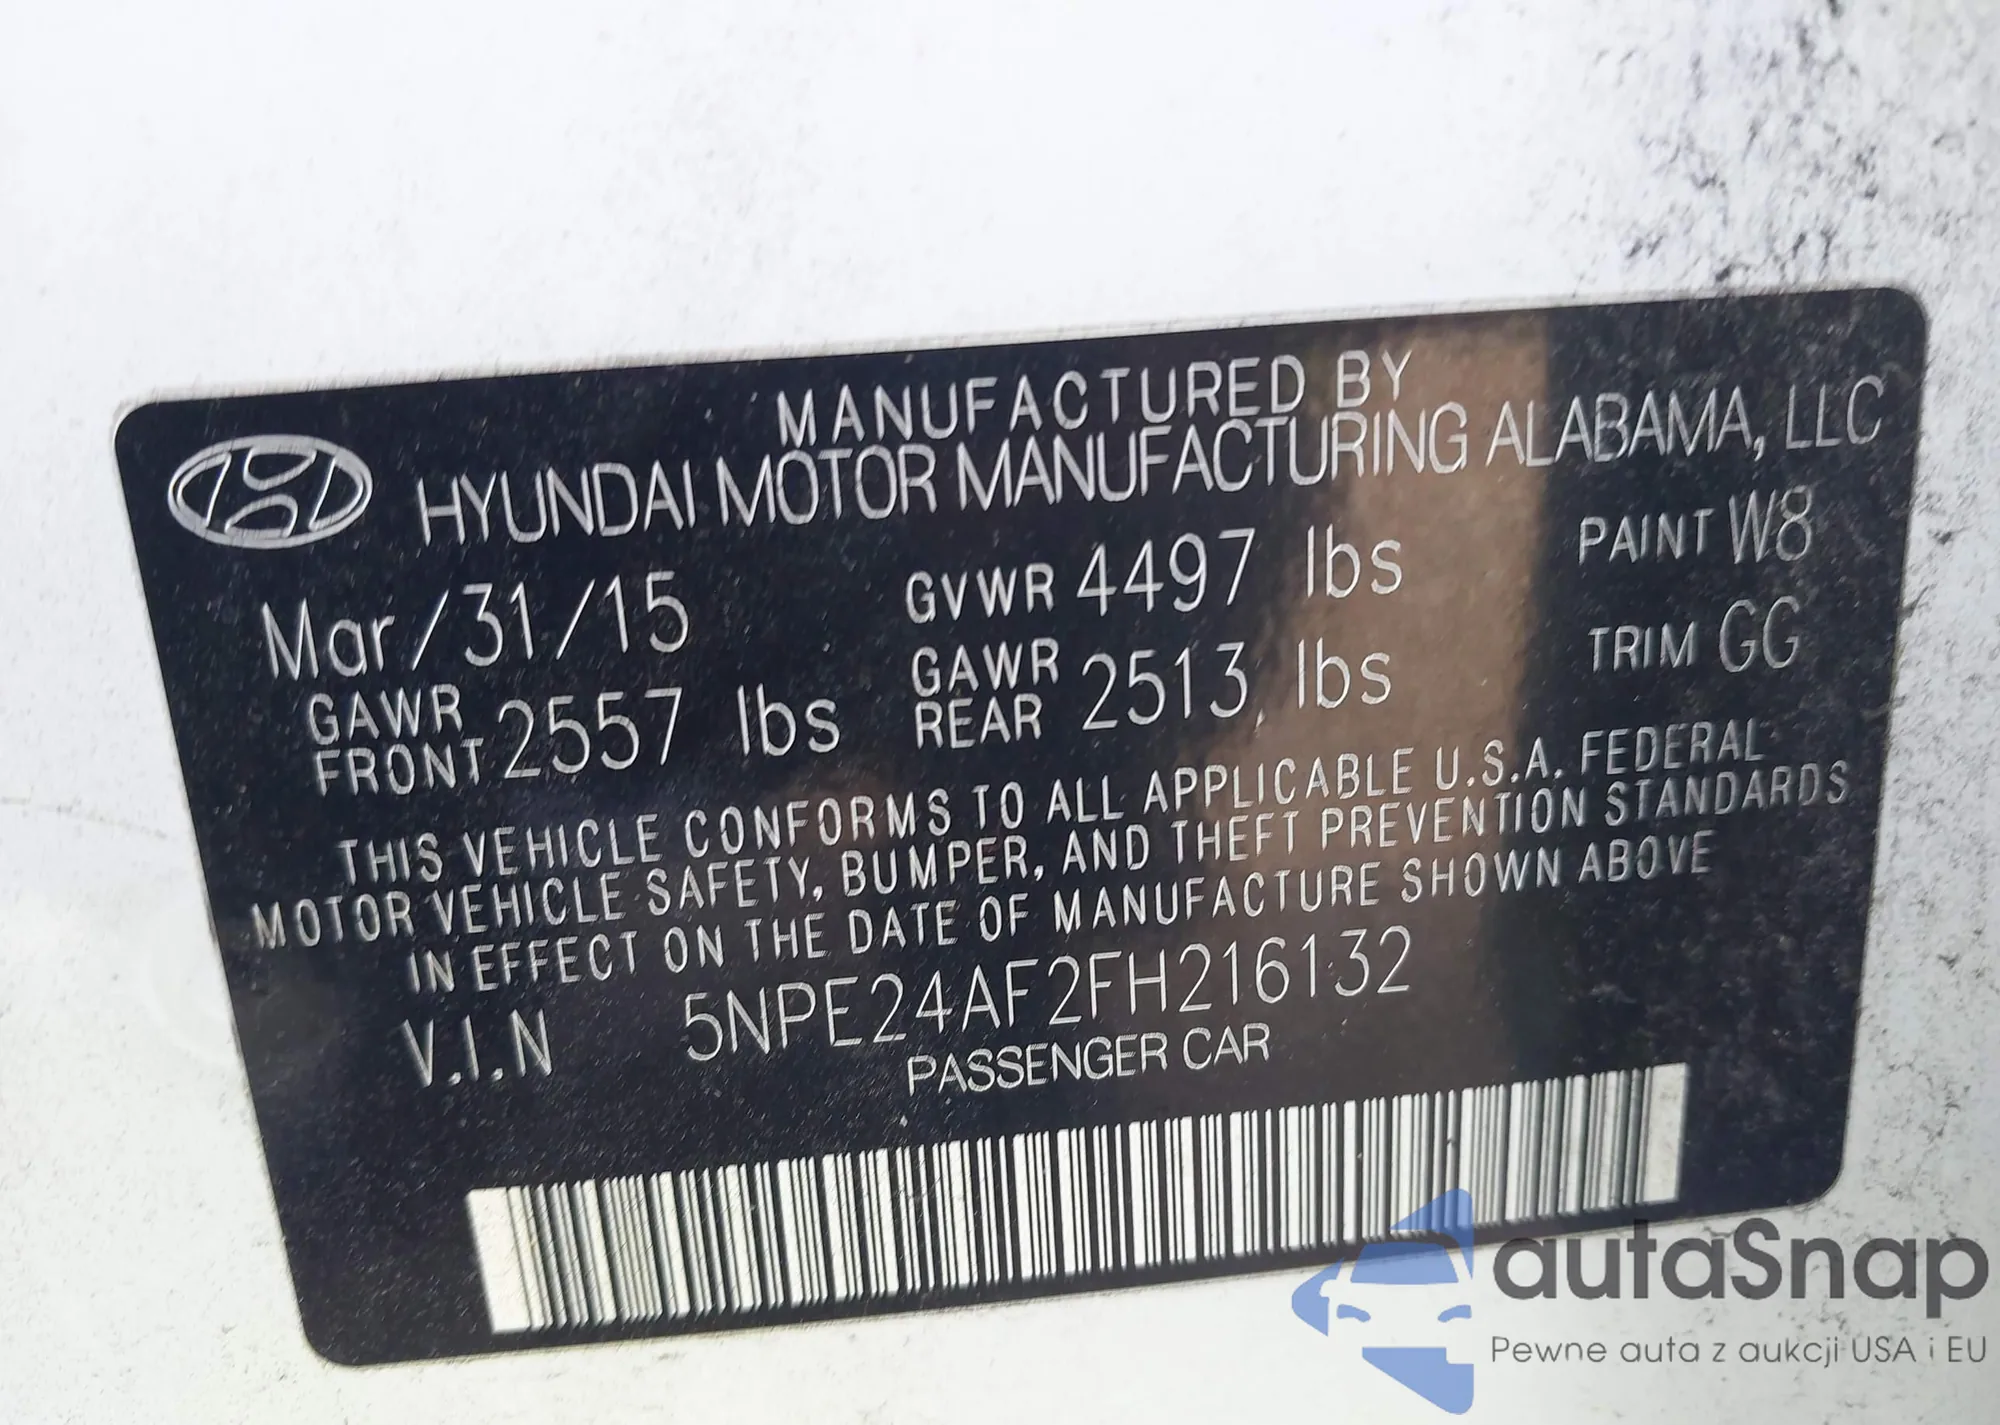 MANUFACTURED BY
HYUNDAI MOTOR MANUFACTURING ALABAMA, LLC
Mar/31/15 GVWR 4497 lbs PAINT W8
GAWR FRONT 2557 lbs GAWR REAR 2513 lbs TRIM GG
THIS VEHICLE CONFORMS TO ALL APPLICABLE U.S.A. FEDERAL
MOTOR VEHICLE SAFETY, BUMPER, AND THEFT PREVENTION STANDARDS
IN EFFECT ON THE DATE OF MANUFACTURE SHOWN ABOVE
V.I.N 5NPE24AF2FH216132
PASSENGER CAR
autaSnap
Pewne auta z aukcji USA i EU